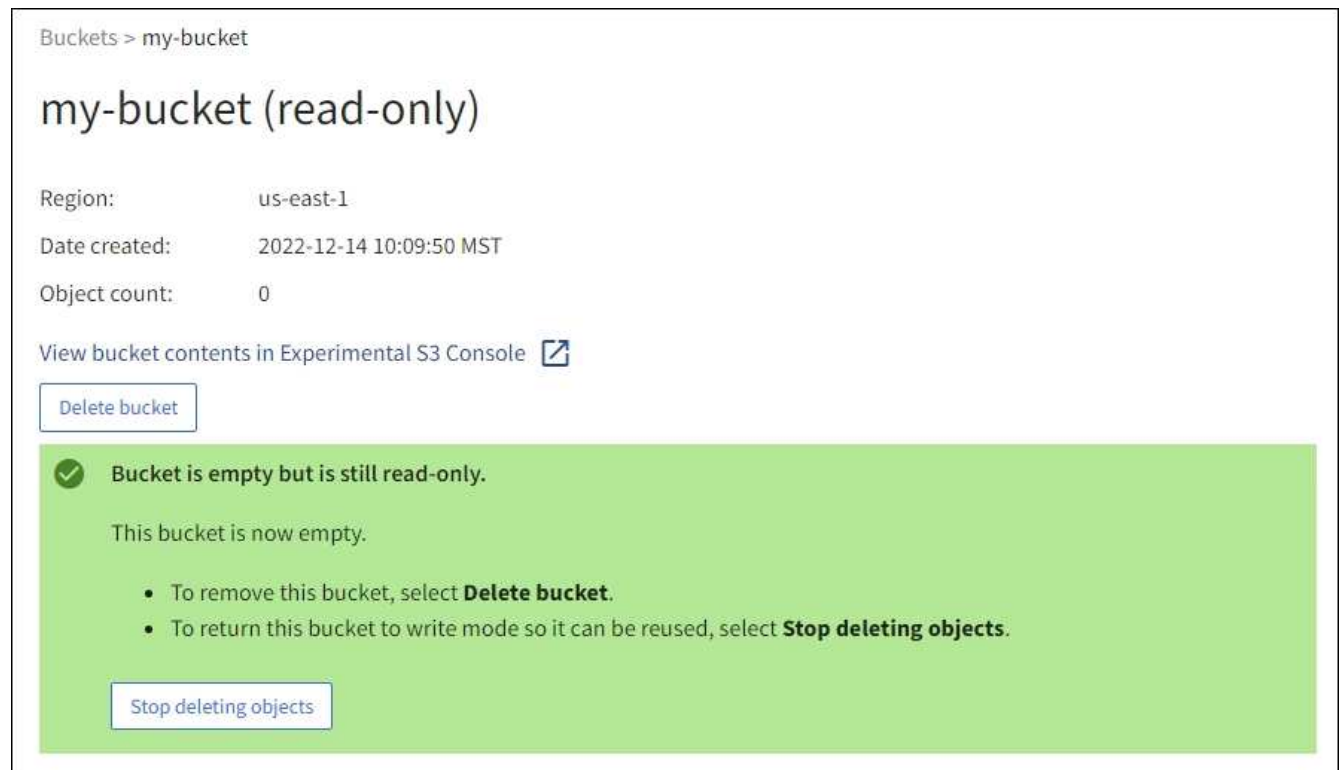 Buckets > my-bucket
my-bucket (read-only)
Region: us-east-1
Date created: 2022-12-14 10:09:50 MST
Object count: 0
View bucket contents in Experimental S3 Console
Delete bucket
Bucket is empty but is still read-only.
This bucket is now empty.
• To remove this bucket, select Delete bucket.
• To return this bucket to write mode so it can be reused, select Stop deleting objects.
Stop deleting objects